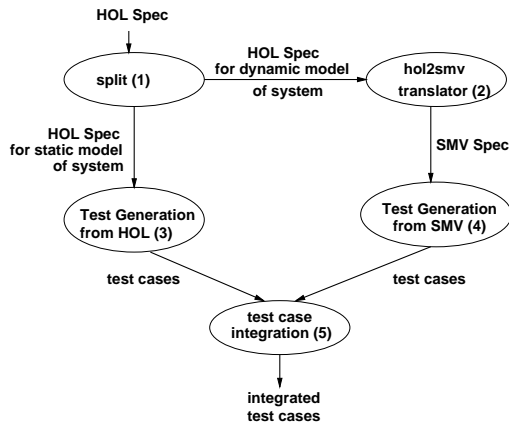 HOL Spec
HOL Spec
for dynamic model
of system
split (1)
hol2smv
translator (2)
HOL Spec
for static model
of system
SMV Spec
Test Generation
from HOL (3)
Test Generation
from SMV (4)
test cases
test cases
test case
integration (5)
integrated
test cases